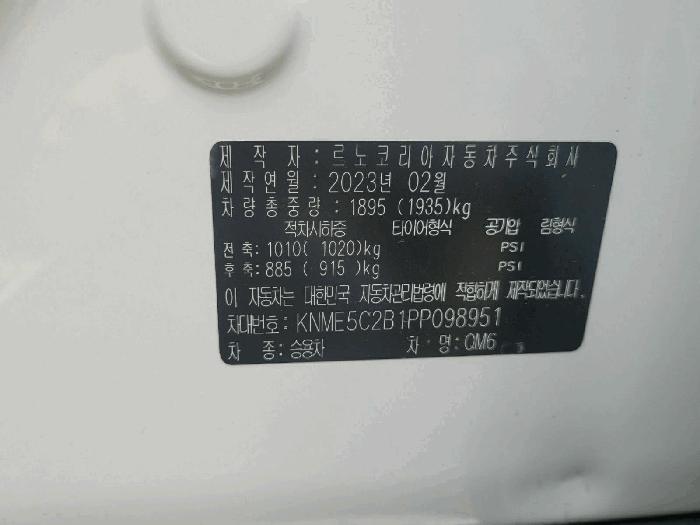 제 작 자 : 르노코리아자동차주식회사
제작연월 : 2023년 02월
차 량 총 중 량 : 1895 (1935)kg
적차시하중 타이어형식 공기압 림형식
전 축:1010( 1020)kg PSI
후 축:885 ( 915 )kg PSI
이 자동차는 대한민국 자동차관리법령에 적합하게 제작되었습니다.
차대번호: KNME5C2B1PP098951
차 종:승용차 차 명:QM6